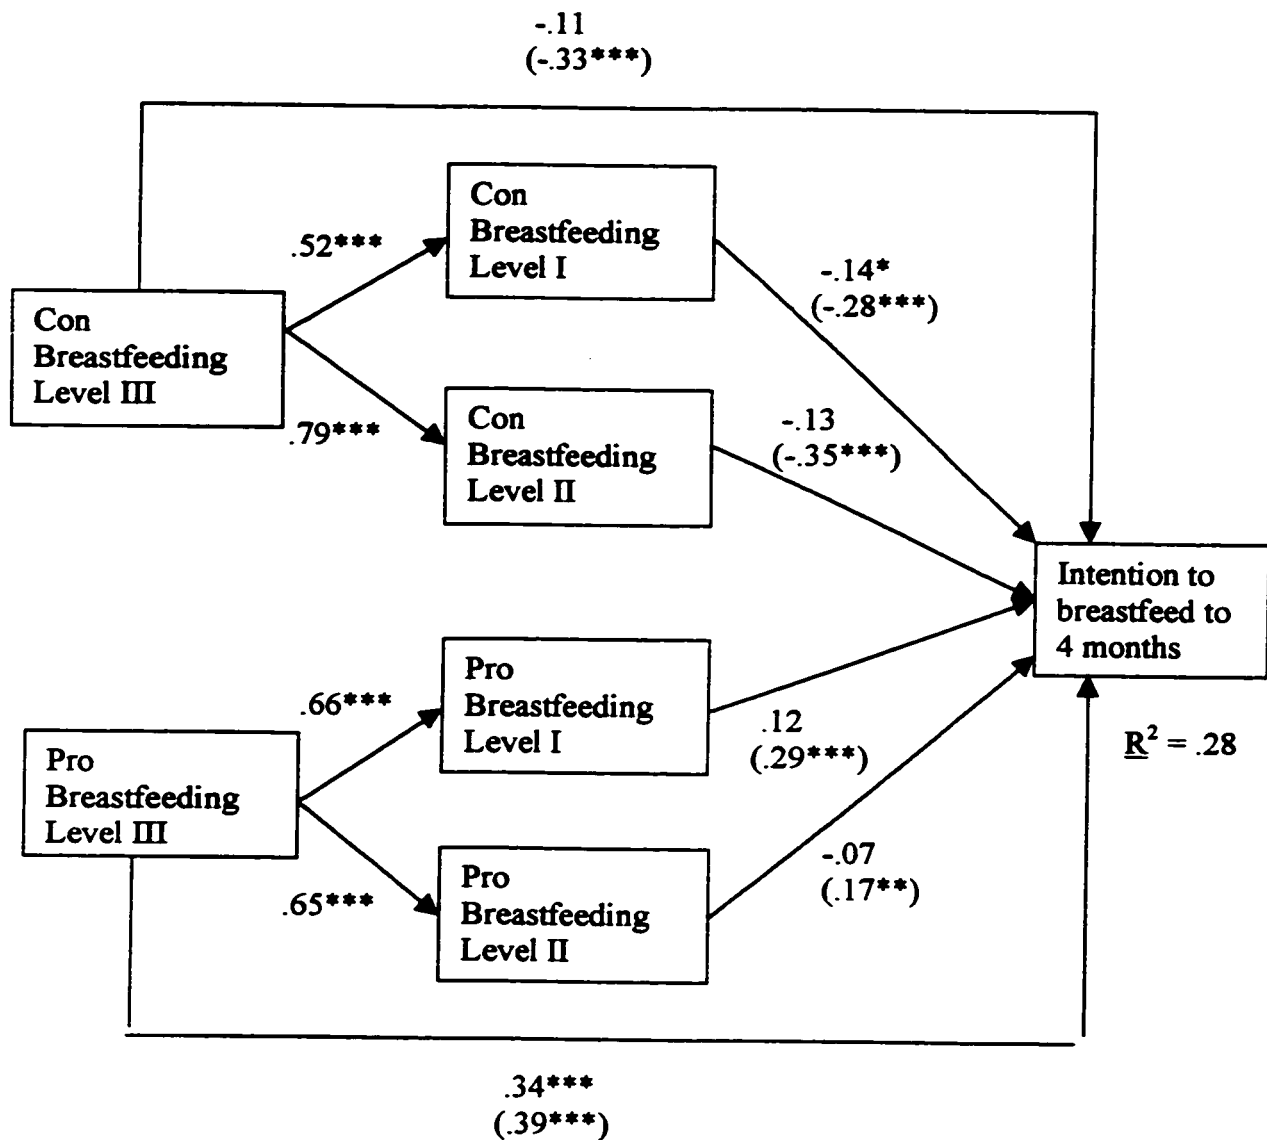 -.11
(-.33***)
Con
Breastfeeding
Level I
.52***
-.14*
(-.28***)
Con
Breastfeeding
Level III
.79***
Con
Breastfeeding
Level II
-.13
(-.35***)
Intention to
breastfeed to
4 months
Pro
Breastfeeding
Level I
.66***
.12
(.29***)
R² = .28
Pro
Breastfeeding
Level III
.65***
Pro
Breastfeeding
Level II
-.07
(.17**)
.34***
(.39***)